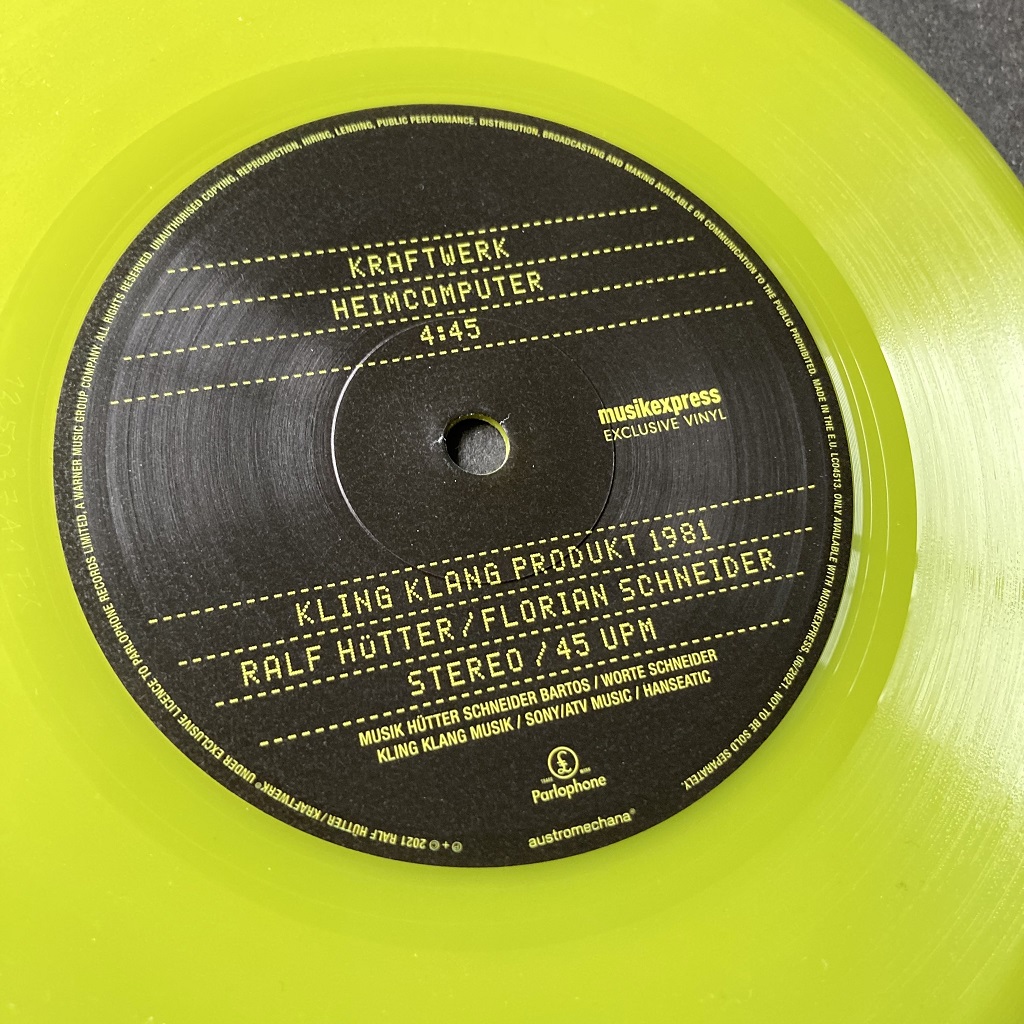 KRAFTWERK
HEIMCOMPUTER
4:45
musikexpress
EXCLUSIVE VINYL
KLING KLANG PRODUKT 1981
RALF HÜTTER/FLORIAN SCHNEIDER
STEREO /45 UPM
MUSIK HÜTTER SCHNEIDER BARTOS / WORTE SCHNEIDER
KLING KLANG MUSIK / SONY/ATV MUSIC / HANSEATIC
£
TRADE MARK
Parlophone
austromechana®
℗+© 2021 RALF HÜTTER/KRAFTWERK® UNDER EXCLUSIVE LICENCE TO PARLOPHONE RECORDS LIMITED, A WARNER MUSIC GROUP COMPANY. ALL RIGHTS RESERVED. UNAUTHORISED COPYING, REPRODUCTION, HIRING, LENDING, PUBLIC PERFORMANCE, DISTRIBUTION, BROADCASTING AND MAKING AVAILABLE OR COMMUNICATION TO THE PUBLIC PROHIBITED. MADE IN THE E.U. LC04513. ONLY AVAILABLE WITH MUSIKEXPRESS, 06/2021. NOT TO BE SOLD SEPARATELY.